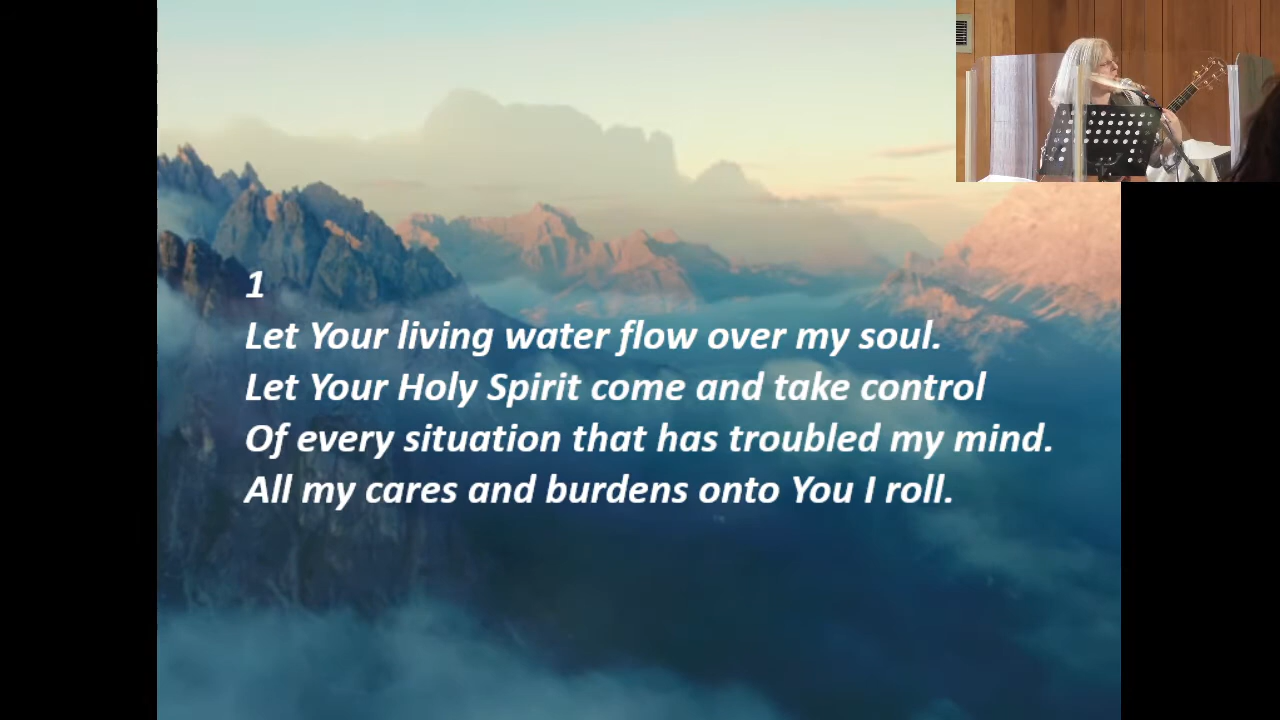 1
Let Your living water flow over my soul.
Let Your Holy Spirit come and take control
Of every situation that has troubled my mind.
All my cares and burdens onto You I roll.